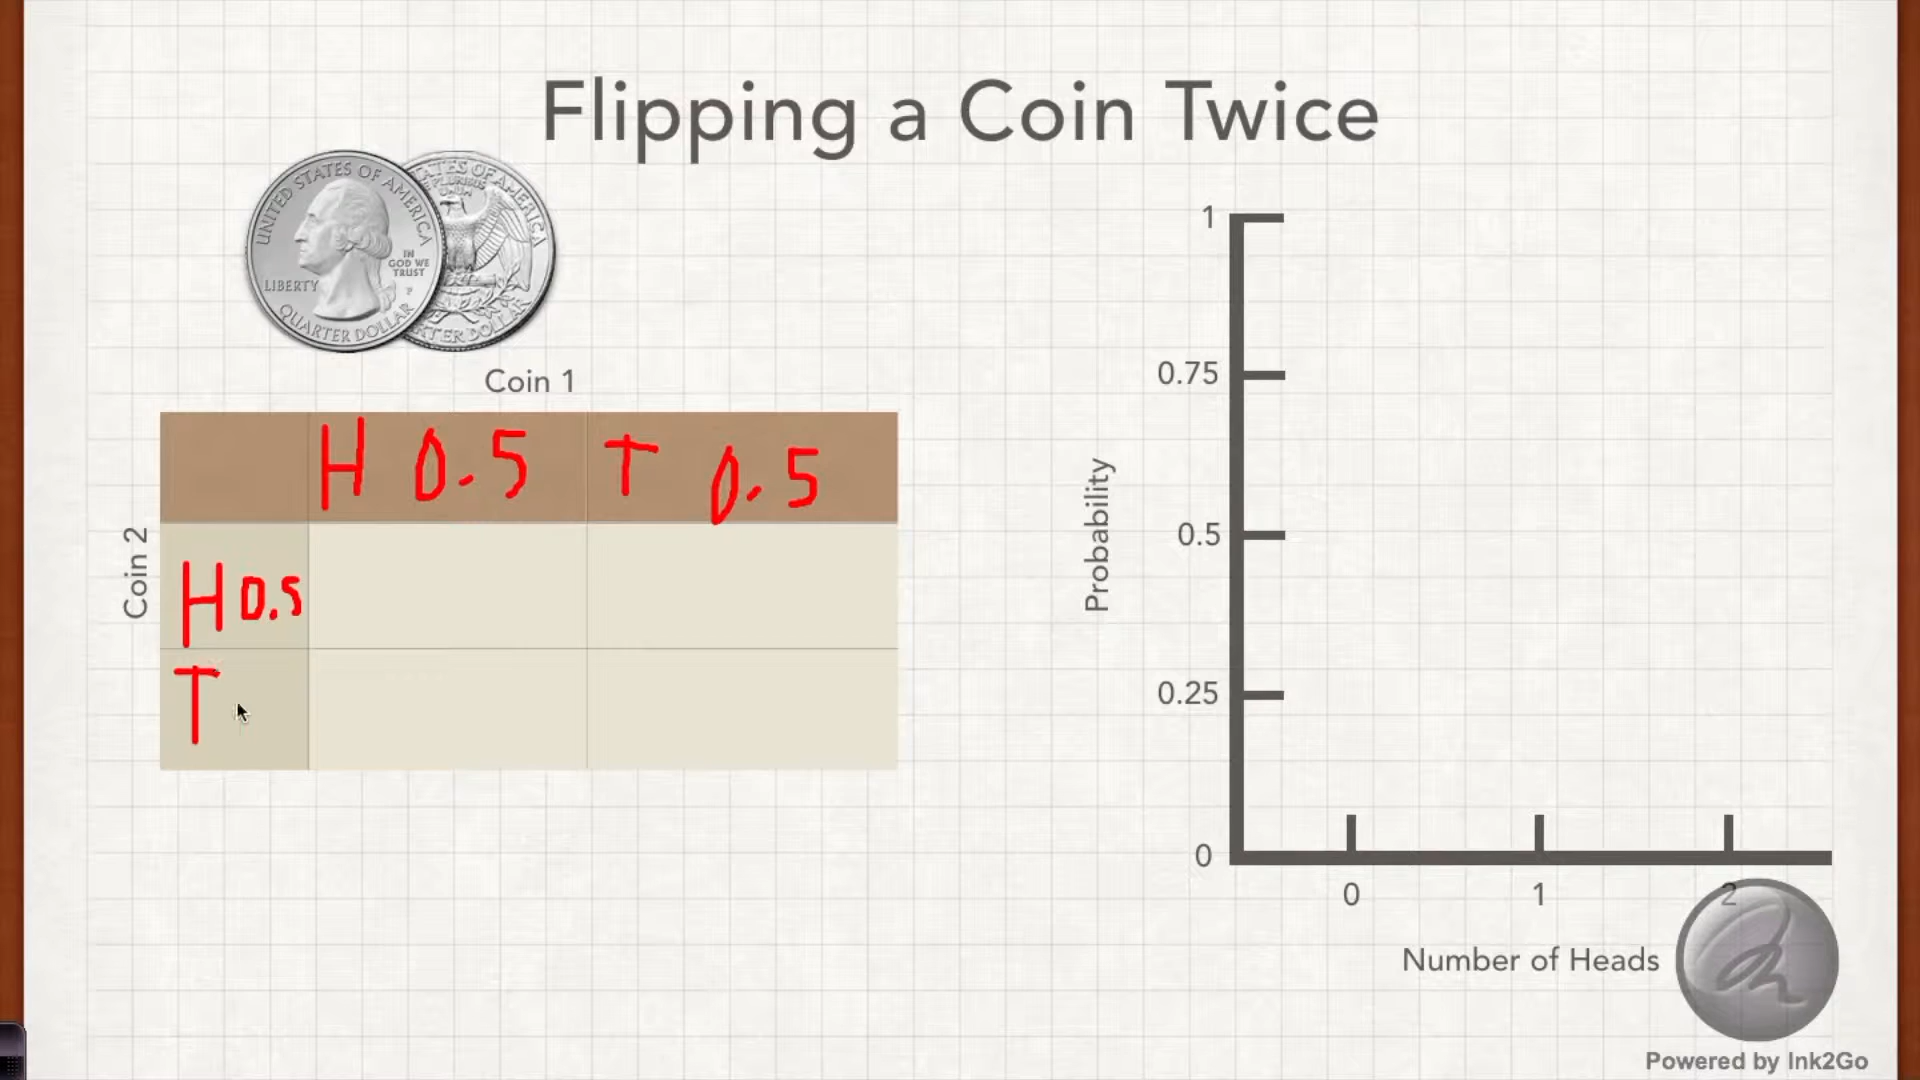 Flipping a Coin Twice
UNITED STATES OF AMERICA
LIBERTY
IN
GOD WE
TRUST
P
QUARTER DOLLAR
E PLURIBUS
UNUM
Coin 1
H 0.5 T 0.5
Coin 2
H 0.5
T
Probability
1
0.75
0.5
0.25
0
0 1 2
Number of Heads
Powered by Ink2Go